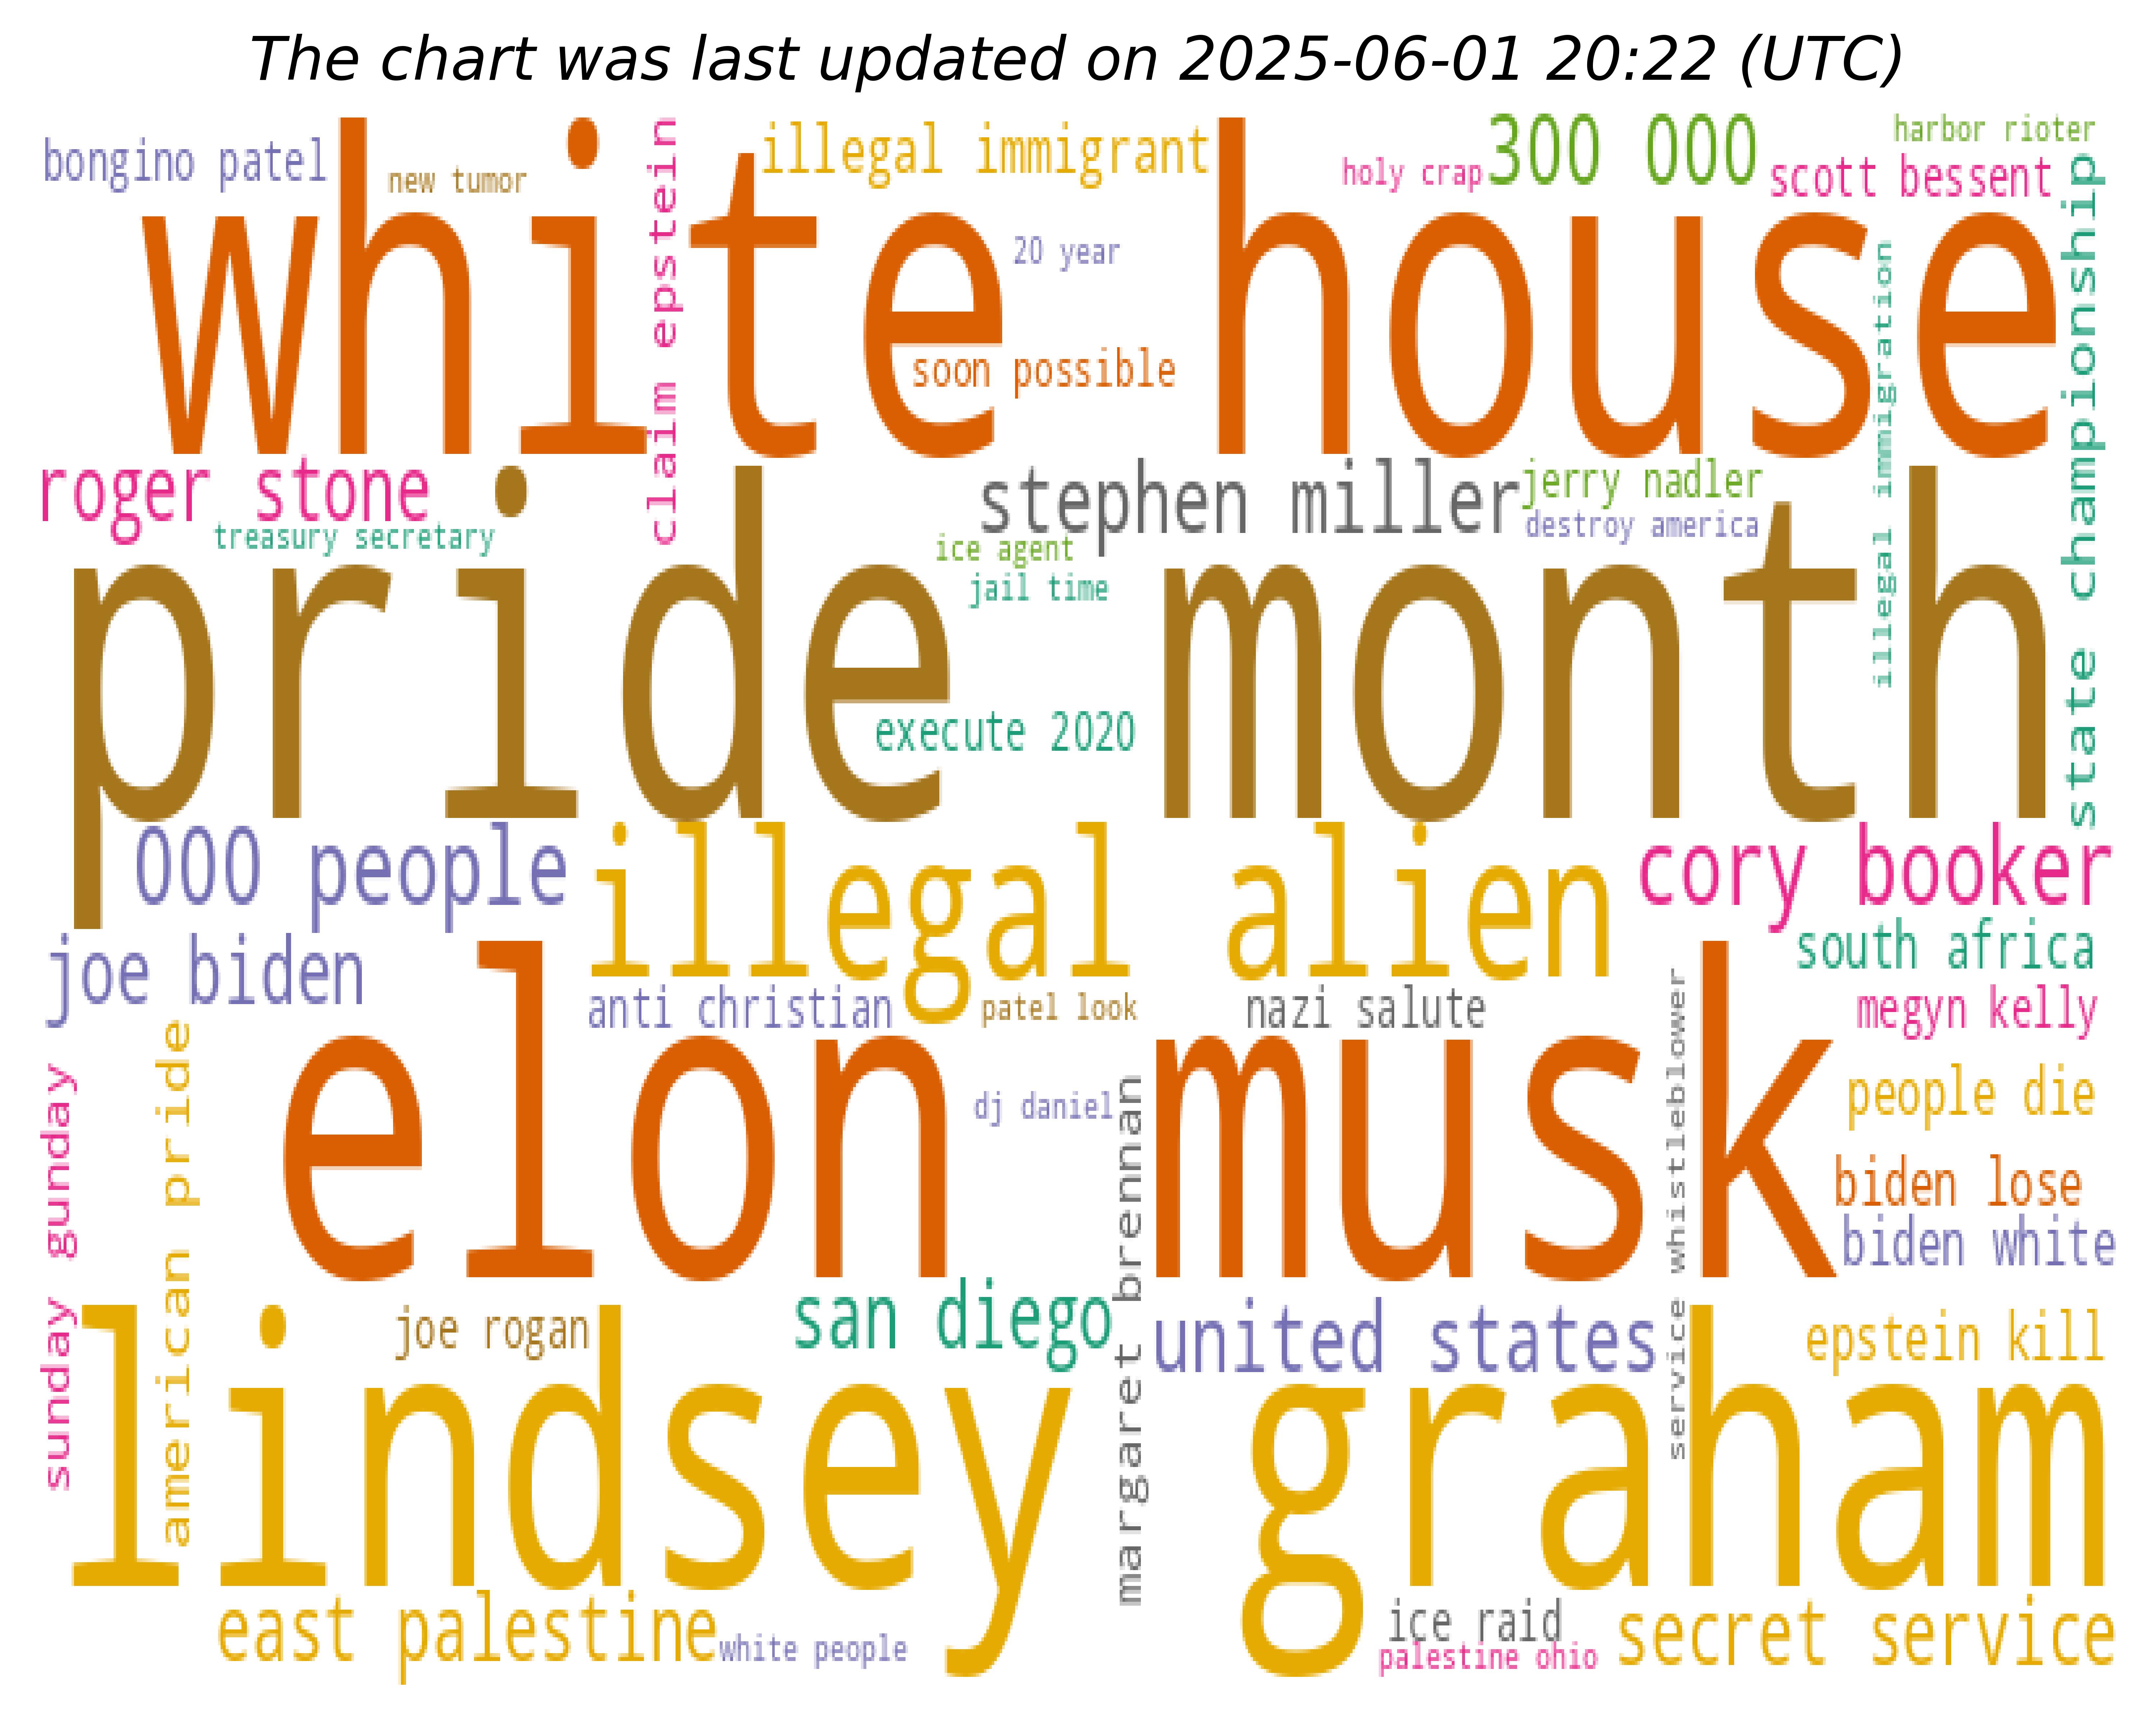 The chart was last updated on 2025-06-01 20:22 (UTC)
bongino patel
new tumor
claim epstein
illegal immigrant
holy crap
300 000
harbor rioter
scott bessent
white house
20 year
soon possible
illegal immigration
state championship
roger stone
treasury secretary
stephen miller
jerry nadler
destroy america
ice agent
jail time
pride month
execute 2020
000 people
illegal alien
cory booker
joe biden
south africa
anti christian
patel look
nazi salute
megyn kelly
elon musk
dj daniel
people die
biden lose
biden white
sunday gunday
american pride
margaret brennan
service whistleblower
joe rogan
san diego
united states
epstein kill
lindsey graham
east palestine
white people
ice raid
palestine ohio
secret service